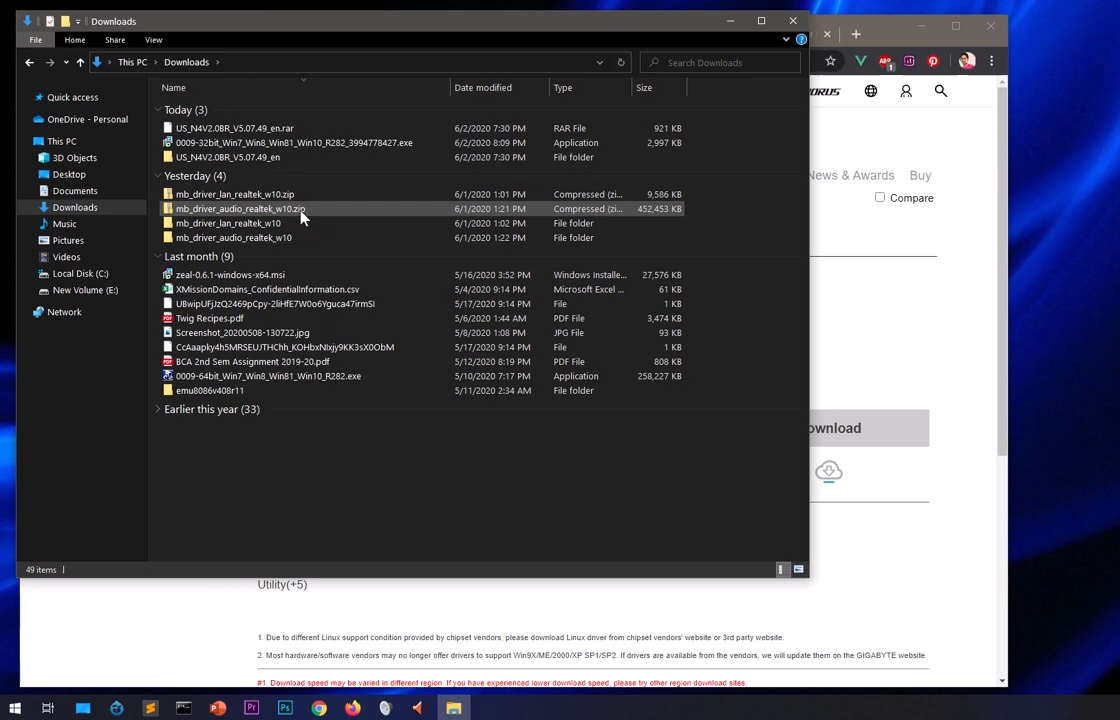 Downloads
File Home Share View
This PC Downloads Search Downloads
Name Date modified Type Size
Quick access
OneDrive - Personal
This PC
3D Objects
Desktop
Documents
Downloads
Music
Pictures
Videos
Local Disk (C:)
New Volume (E:)
Network
Today (3)
US_N4V2.0BR_V5.07.49_en.rar 6/2/2020 7:30 PM RAR File 921 KB
0009-32bit_Win7_Win8_Win81_Win10_R282_3994778427.exe 6/2/2020 8:09 PM Application 2,997 KB
US_N4V2.0BR_V5.07.49_en 6/2/2020 7:30 PM File folder
Yesterday (4)
mb_driver_lan_realtek_w10.zip 6/1/2020 1:01 PM Compressed (zi... 9,586 KB
mb_driver_audio_realtek_w10.zip 6/1/2020 1:21 PM Compressed (zi... 452,453 KB
mb_driver_lan_realtek_w10 6/1/2020 1:02 PM File folder
mb_driver_audio_realtek_w10 6/1/2020 1:22 PM File folder
Last month (9)
zeal-0.6.1-windows-x64.msi 5/16/2020 3:52 PM Windows Installe... 27,576 KB
XMissionDomains_ConfidentialInformation.csv 5/4/2020 9:14 PM Microsoft Excel ... 61 KB
5/17/2020 9:14 PM File 1 KB
Twig Recipes.pdf 5/6/2020 1:44 AM PDF File 3,474 KB
Screenshot_20200508-130722.jpg 5/8/2020 1:08 PM JPG File 93 KB
5/17/2020 9:14 PM File 1 KB
BCA 2nd Sem Assignment 2019-20.pdf 5/12/2020 8:19 PM PDF File 808 KB
0009-64bit_Win7_Win8_Win81_Win10_R282.exe 5/10/2020 7:17 PM Application 258,227 KB
emu8086v408r11 5/11/2020 2:34 AM File folder
Earlier this year (33)
49 items
ORUS
News & Awards Buy
Compare
ownload
Utility(+5)
1. Due to different Linux support condition provided by chipset vendors, please download Linux driver from chipset vendors' website or 3rd party website.
2. Most hardware/software vendors may no longer offer drivers to support Win9X/ME/2000/XP SP1/SP2. If drivers are available from the vendors, we will update them on the GIGABYTE website.
#1. Download speed may be varied in different region. If you have experienced lower download speed, please try other region download sites.